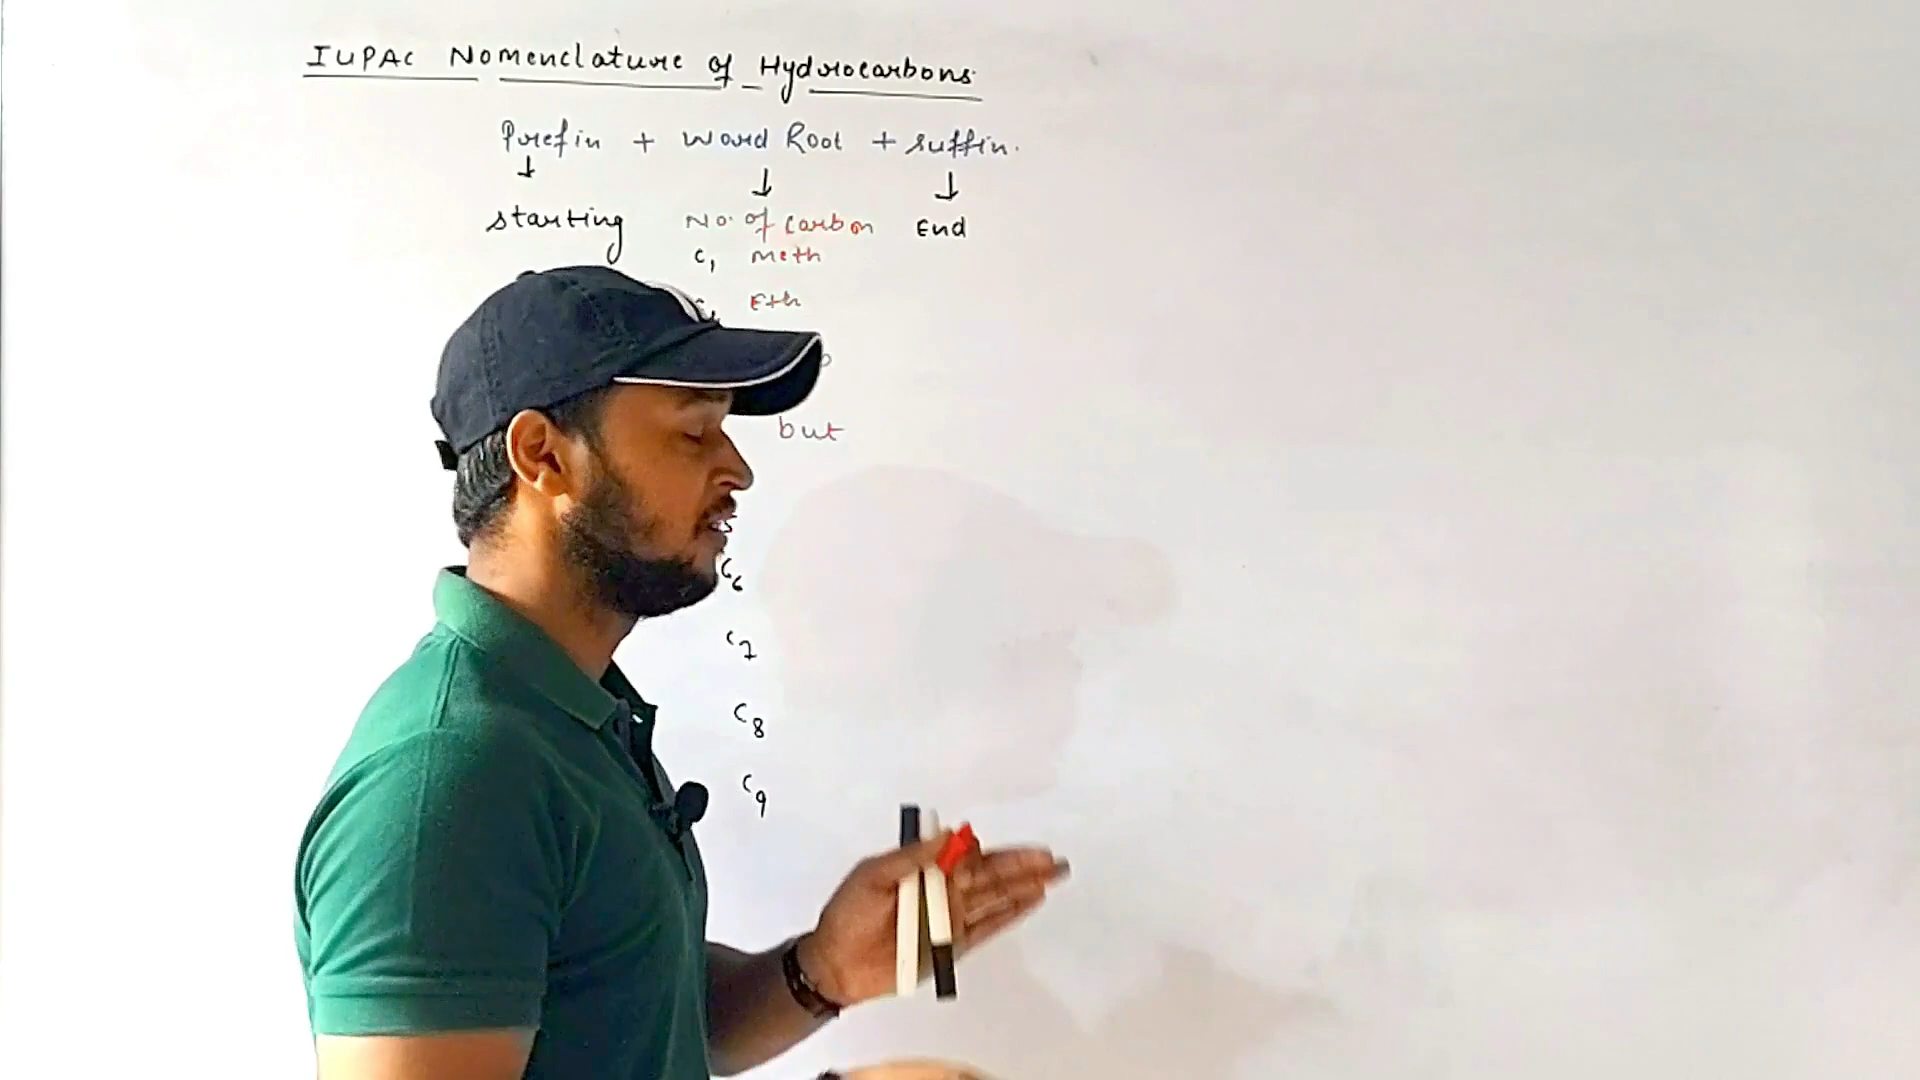 IUPAC Nomenclature of Hydrocarbons
Prefix + Word Root + Suffix.
↓ ↓ ↓
starting No. of carbon End
C1 Meth
Eth
but
5
C6
C7
C8
C9